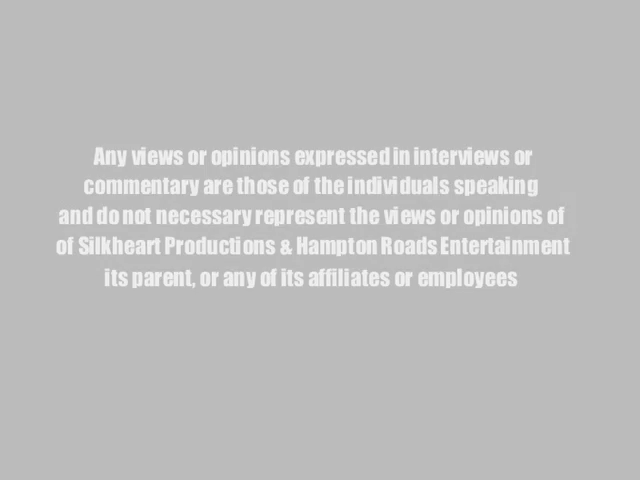 Any views or opinions expressed in interviews or
commentary are those of the individuals speaking
and do not necessary represent the views or opinions of
of Silkheart Productions & Hampton Roads Entertainment
its parent, or any of its affiliates or employees